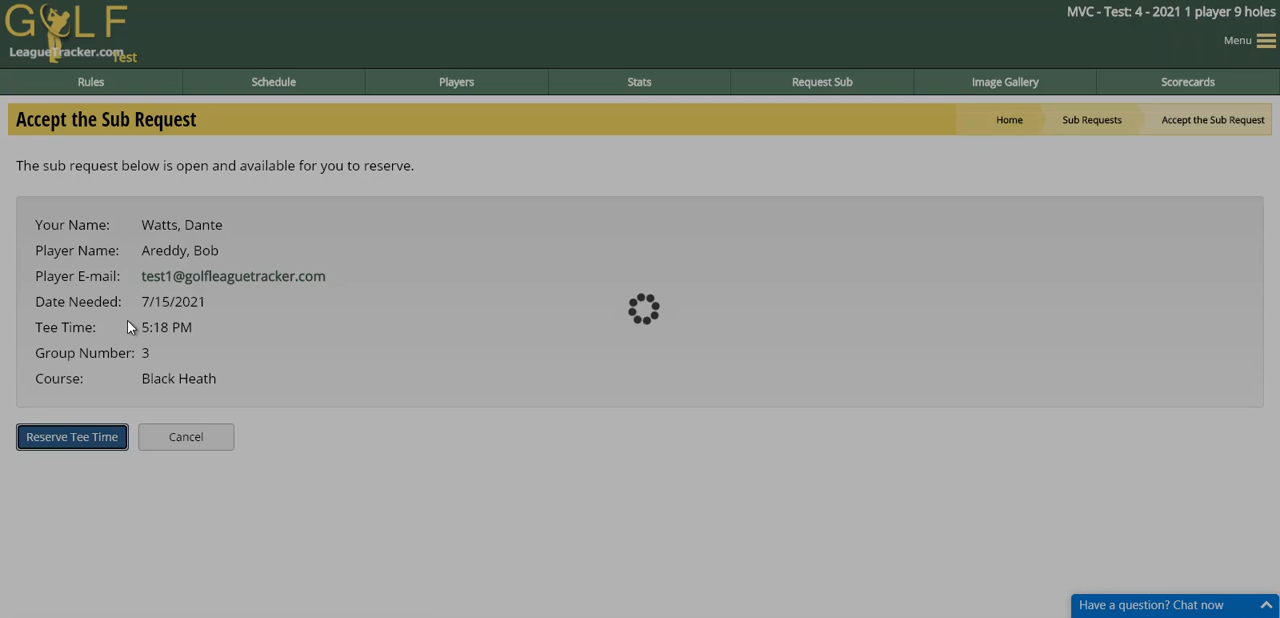 GOLF
LeagueTracker.com
Test
MVC - Test: 4 - 2021 1 player 9 holes
Menu
Rules Schedule Players Stats Request Sub Image Gallery Scorecards
Accept the Sub Request
Home Sub Requests Accept the Sub Request
The sub request below is open and available for you to reserve.
Your Name: Watts, Dante
Player Name: Areddy, Bob
Player E-mail: test1@golfleaguetracker.com
Date Needed: 7/15/2021
Tee Time: 5:18 PM
Group Number: 3
Course: Black Heath
Reserve Tee Time Cancel
Have a question? Chat now